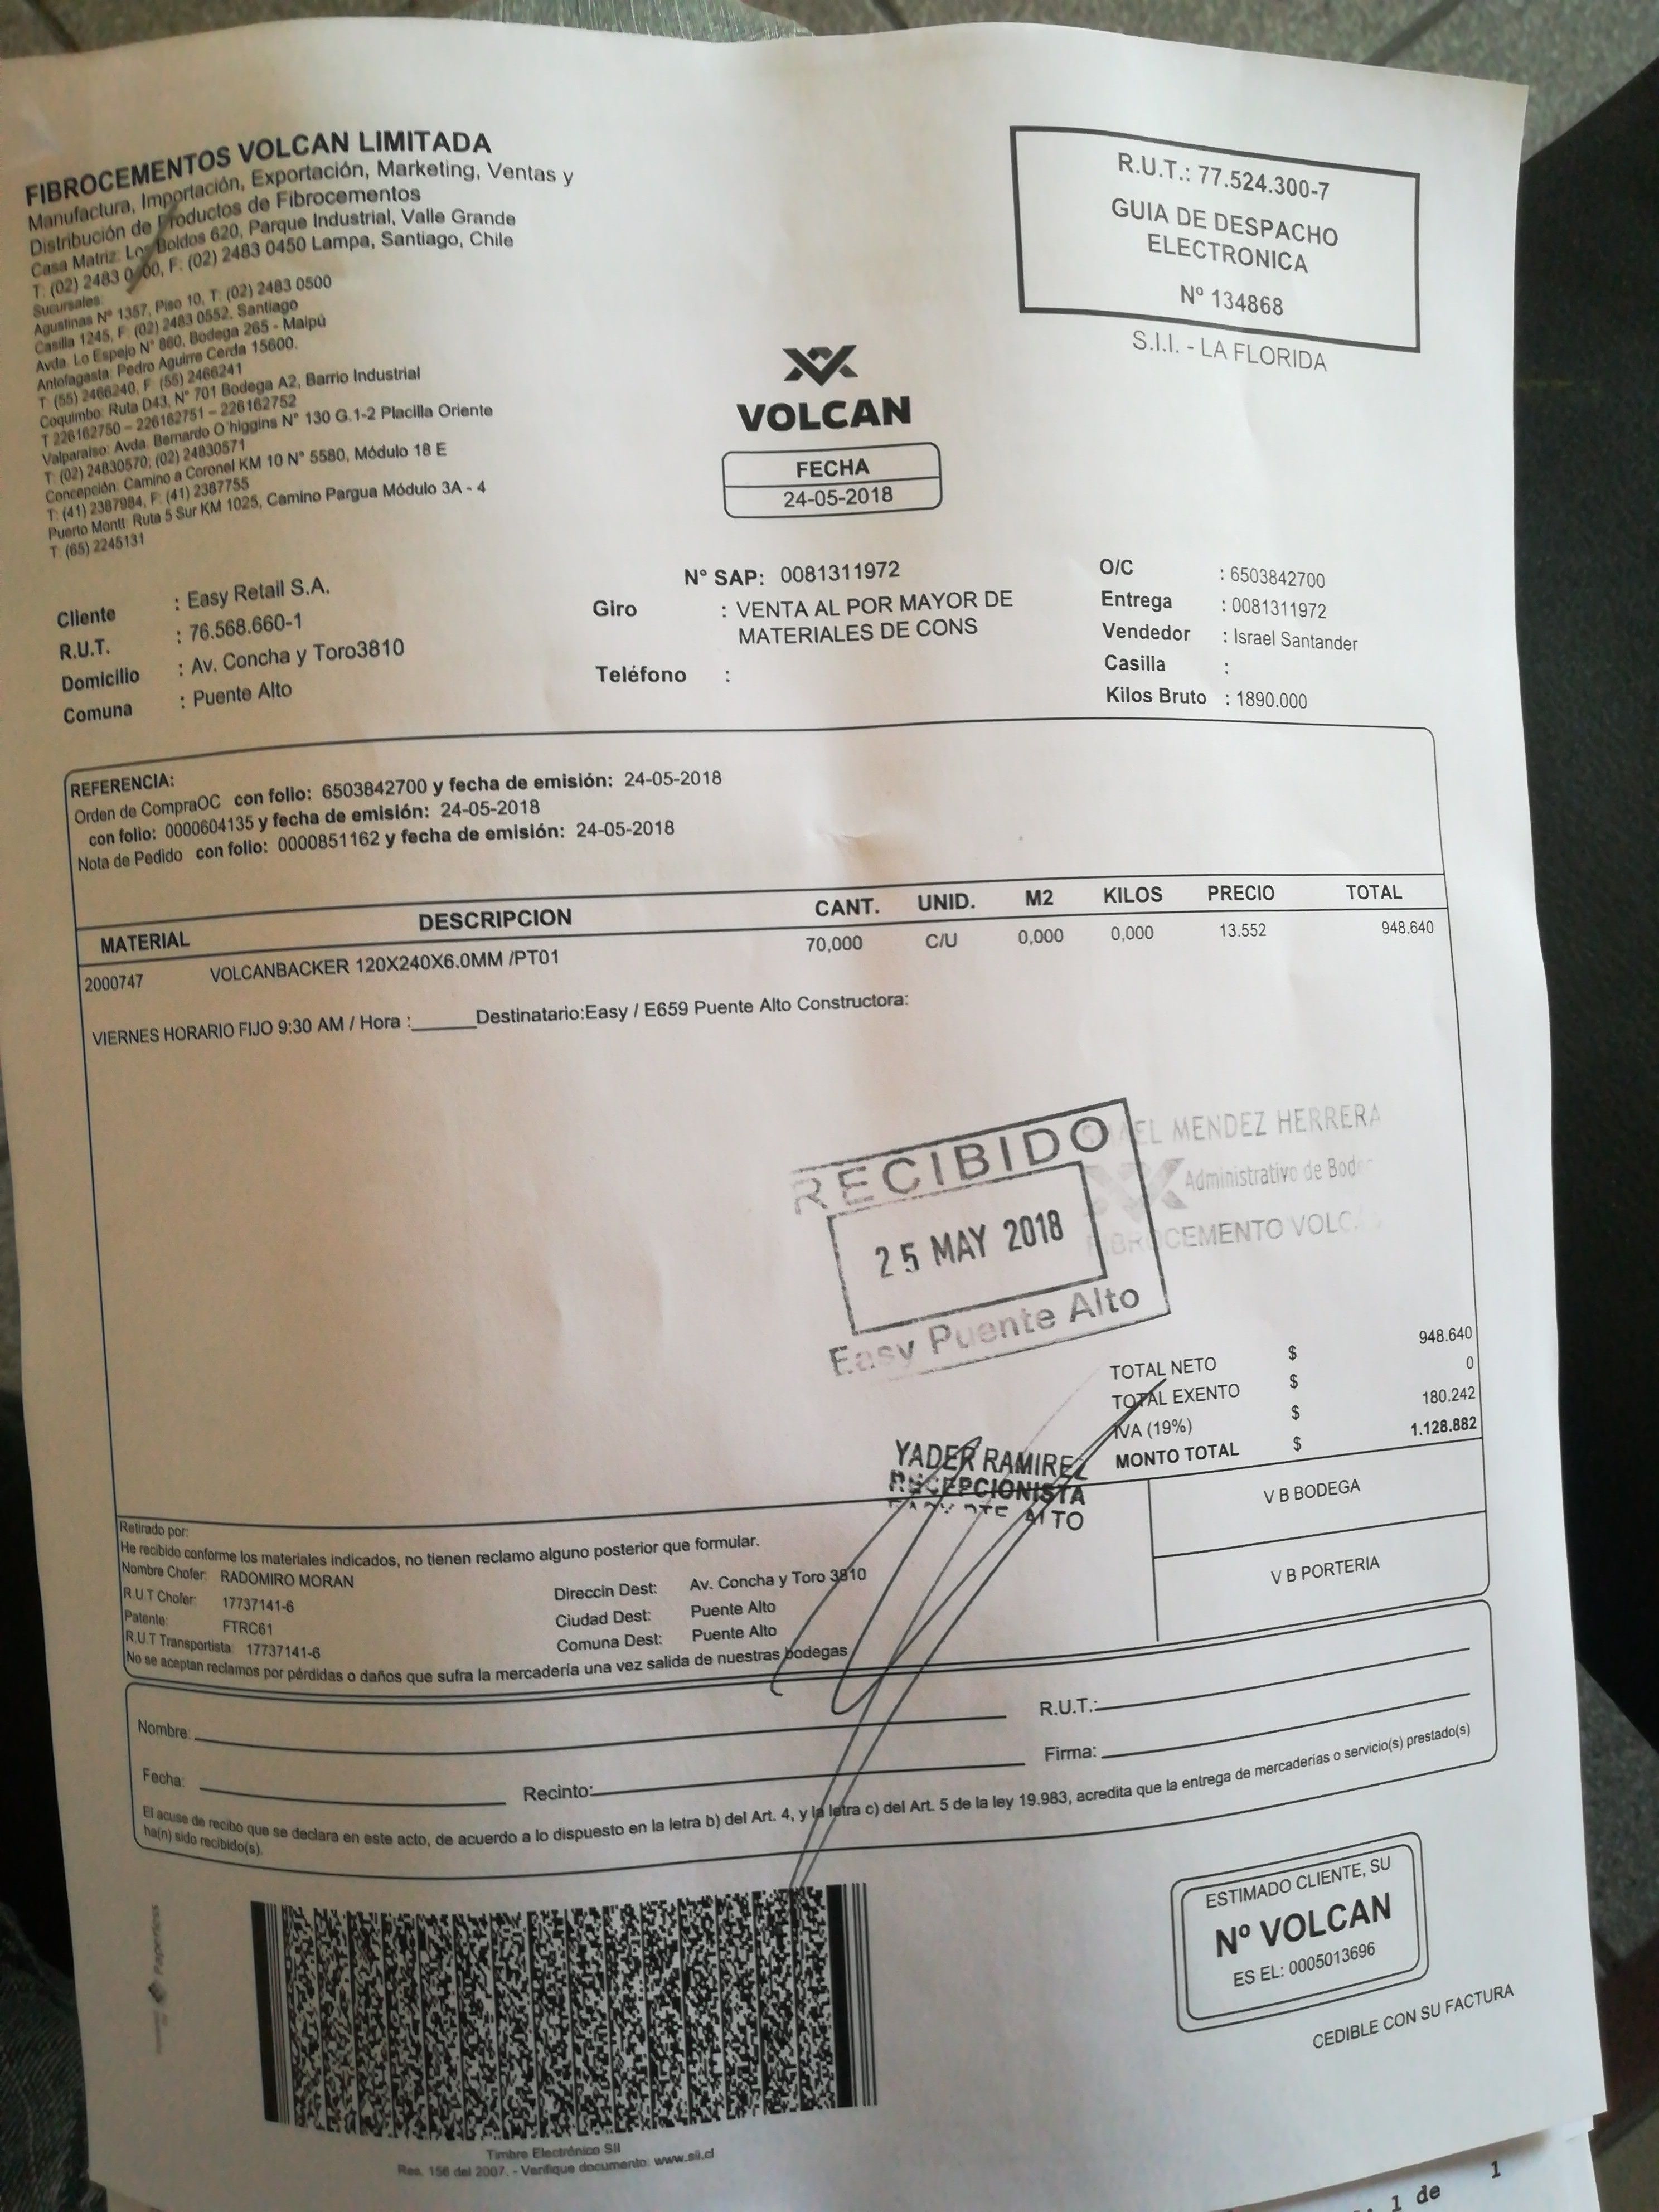 FIBROCEMENTOS VOLCAN LIMITADA
Manufactura, Importación, Exportación, Marketing, Ventas y
Distribución de Productos de Fibrocementos
Casa Matriz: Los Boldos 620, Parque Industrial, Valle Grande
T: (02) 2483 0 00, F: (02) 2483 0450 Lampa, Santiago, Chile
Sucursales:
Agustinas Nº 1357, Piso 10, T: (02) 2483 0500
Casilla 1245, F: (02) 2483 0552, Santiago
Avda. Lo Espejo N° 860, Bodega 265 - Maipú
Antofagasta: Pedro Aguirre Cerda 15600.
T: (55) 2466240, F: (55) 2466241
Coquimbo: Ruta D43, N° 701 Bodega A2, Barrio Industrial
T 226162750 – 226162751 – 226162752
Valparaíso: Avda. Bernardo O´higgins N° 130 G.1-2 Placilla Oriente
T: (02) 24830570; (02) 24830571
Concepción: Camino a Coronel KM 10 N° 5580, Módulo 18 E
T: (41) 2387984, F: (41) 2387755
Puerto Montt: Ruta 5 Sur KM 1025, Camino Pargua Módulo 3A - 4
T: (65) 2245131
R.U.T.: 77.524.300-7
GUIA DE DESPACHO
ELECTRONICA
Nº 134868
S.I.I. - LA FLORIDA
VOLCAN
FECHA
24-05-2018
Cliente : Easy Retail S.A.
R.U.T. : 76.568.660-1
Domicilio : Av. Concha y Toro3810
Comuna : Puente Alto
N° SAP: 0081311972
Giro : VENTA AL POR MAYOR DE
MATERIALES DE CONS
Teléfono :
O/C : 6503842700
Entrega : 0081311972
Vendedor : Israel Santander
Casilla :
Kilos Bruto : 1890.000
REFERENCIA:
Orden de CompraOC con folio: 6503842700 y fecha de emisión: 24-05-2018
con folio: 0000604135 y fecha de emisión: 24-05-2018
Nota de Pedido con folio: 0000851162 y fecha de emisión: 24-05-2018
MATERIAL DESCRIPCION CANT. UNID. M2 KILOS PRECIO TOTAL
2000747 VOLCANBACKER 120X240X6.0MM /PT01 70,000 C/U 0,000 0,000 13.552 948.640
VIERNES HORARIO FIJO 9:30 AM / Hora :______Destinatario:Easy / E659 Puente Alto Constructora:
RECIBIDO
25 MAY 2018
Easy Puente Alto
MENDEZ HERRERA
Administrativo de
TOTAL NETO $ 948.640
TOTAL EXENTO $ 0
IVA (19%) $ 180.242
MONTO TOTAL $ 1.128.882
YADER RAMIREZ
RECEPCIONISTA
ALTO
V B BODEGA
V B PORTERIA
Retirado por:
He recibido conforme los materiales indicados, no tienen reclamo alguno posterior que formular.
Nombre Chofer: RADOMIRO MORAN
R.U.T Chofer: 17737141-6
Patente: FTRC61
R.U.T Transportista: 17737141-6
Direccin Dest: Av. Concha y Toro 3810
Ciudad Dest: Puente Alto
Comuna Dest: Puente Alto
No se aceptan reclamos por pérdidas o daños que sufra la mercadería una vez salida de nuestras bodegas
Nombre:
R.U.T.:
Fecha:
Recinto:
Firma:
El acuse de recibo que se declara en este acto, de acuerdo a lo dispuesto en la letra b) del Art. 4, y la letra c) del Art. 5 de la ley 19.983, acredita que la entrega de mercaderías o servicio(s) prestado(s)
ha(n) sido recibido(s).
Paperless
Timbre Electrónico SII
Res. 156 del 2007. - Verifique documento: www.sii.cl
ESTIMADO CLIENTE, SU
Nº VOLCAN
ES EL: 0005013696
CEDIBLE CON SU FACTURA
1 de 1